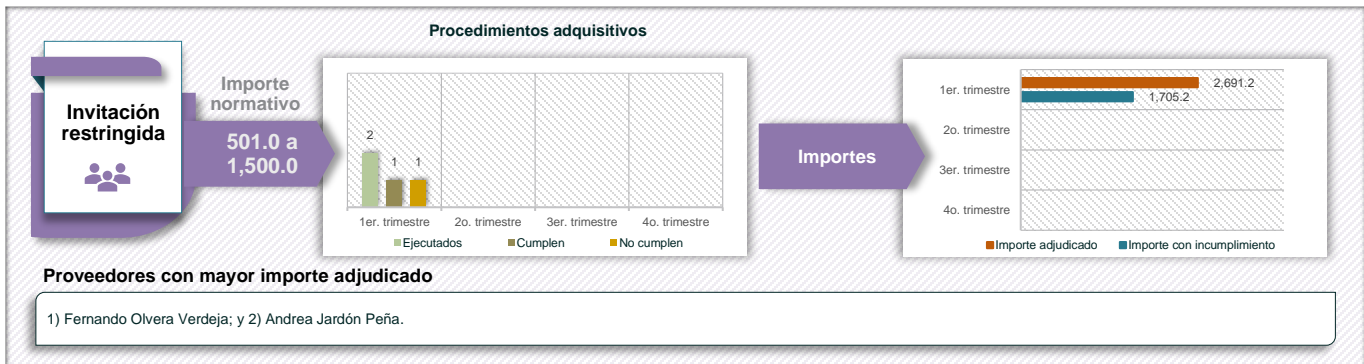 Procedimientos adquisitivos
Invitación
restringida
Importe
normativo
501.0 a
1,500.0
2
1
1
1er. trimestre
2o. trimestre
3er. trimestre
4o. trimestre
Ejecutados
Cumplen
No cumplen
Importes
1er. trimestre
2,691.2
1,705.2
2o. trimestre
3er. trimestre
4o. trimestre
Importe adjudicado
Importe con incumplimiento
Proveedores con mayor importe adjudicado
1) Fernando Olvera Verdeja; y 2) Andrea Jardón Peña.